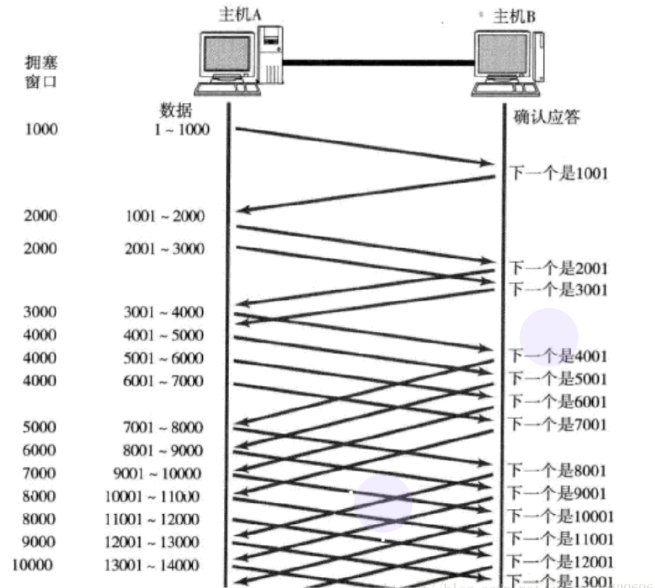 主机A
主机B
拥塞
窗口
数据
确认应答
1000 1~1000
下一个是1001
2000 1001~2000
2000 2001~3000
下一个是2001
下一个是3001
3000 3001~4000
4000 4001~5000
下一个是4001
4000 5001~6000
下一个是5001
4000 6001~7000
下一个是6001
下一个是7001
5000 7001~8000
6000 8001~9000
下一个是8001
7000 9001~10000
下一个是9001
8000 10001~11000
下一个是10001
8000 11001~12000
下一个是11001
9000 12001~13000
下一个是12001
10000 13001~14000
下一个是13001